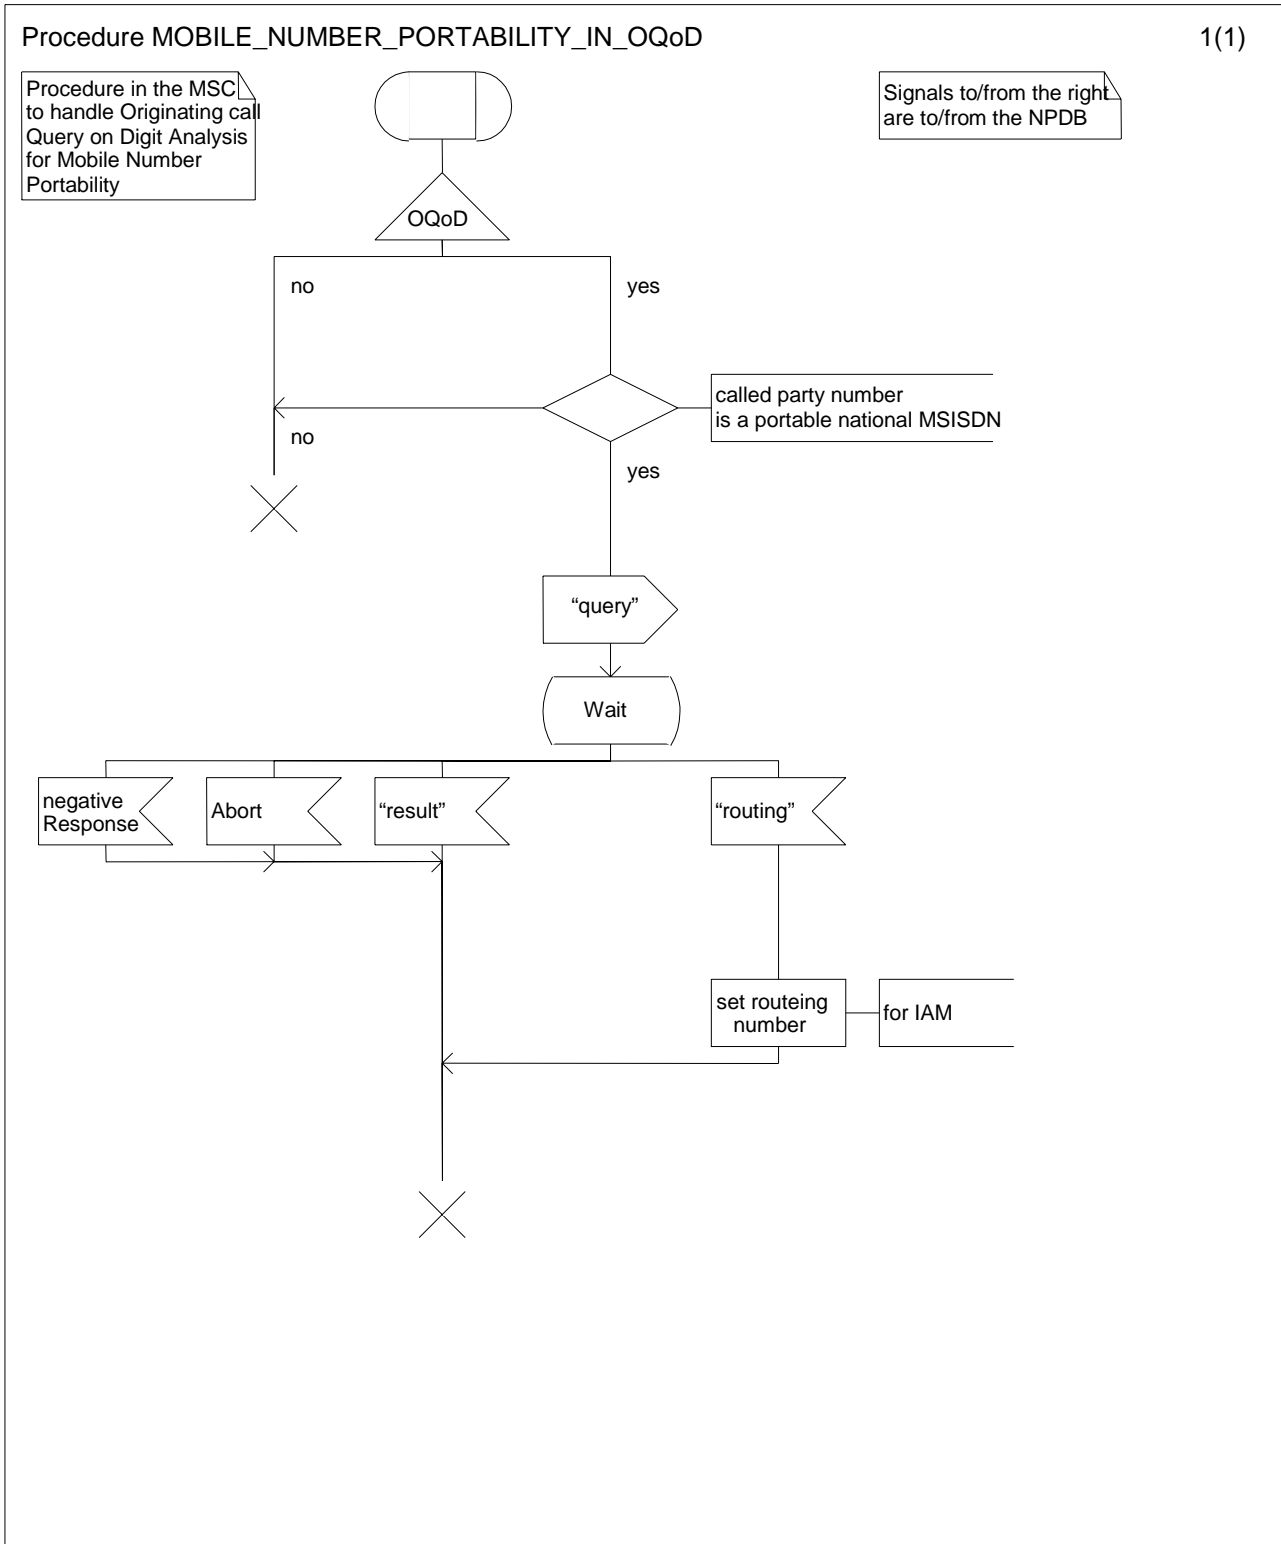 Procedure MOBILE_NUMBER_PORTABILITY_IN_OQoD
1(1)
Procedure in the MSC
to handle Originating call
Query on Digit Analysis
for Mobile Number
Portability
Signals to/from the right
are to/from the NPDB
OQoD
no
yes
called party number
is a portable national MSISDN
no
yes
“query”
Wait
negative
Response
Abort
“result”
“routing”
set routeing
number
for IAM